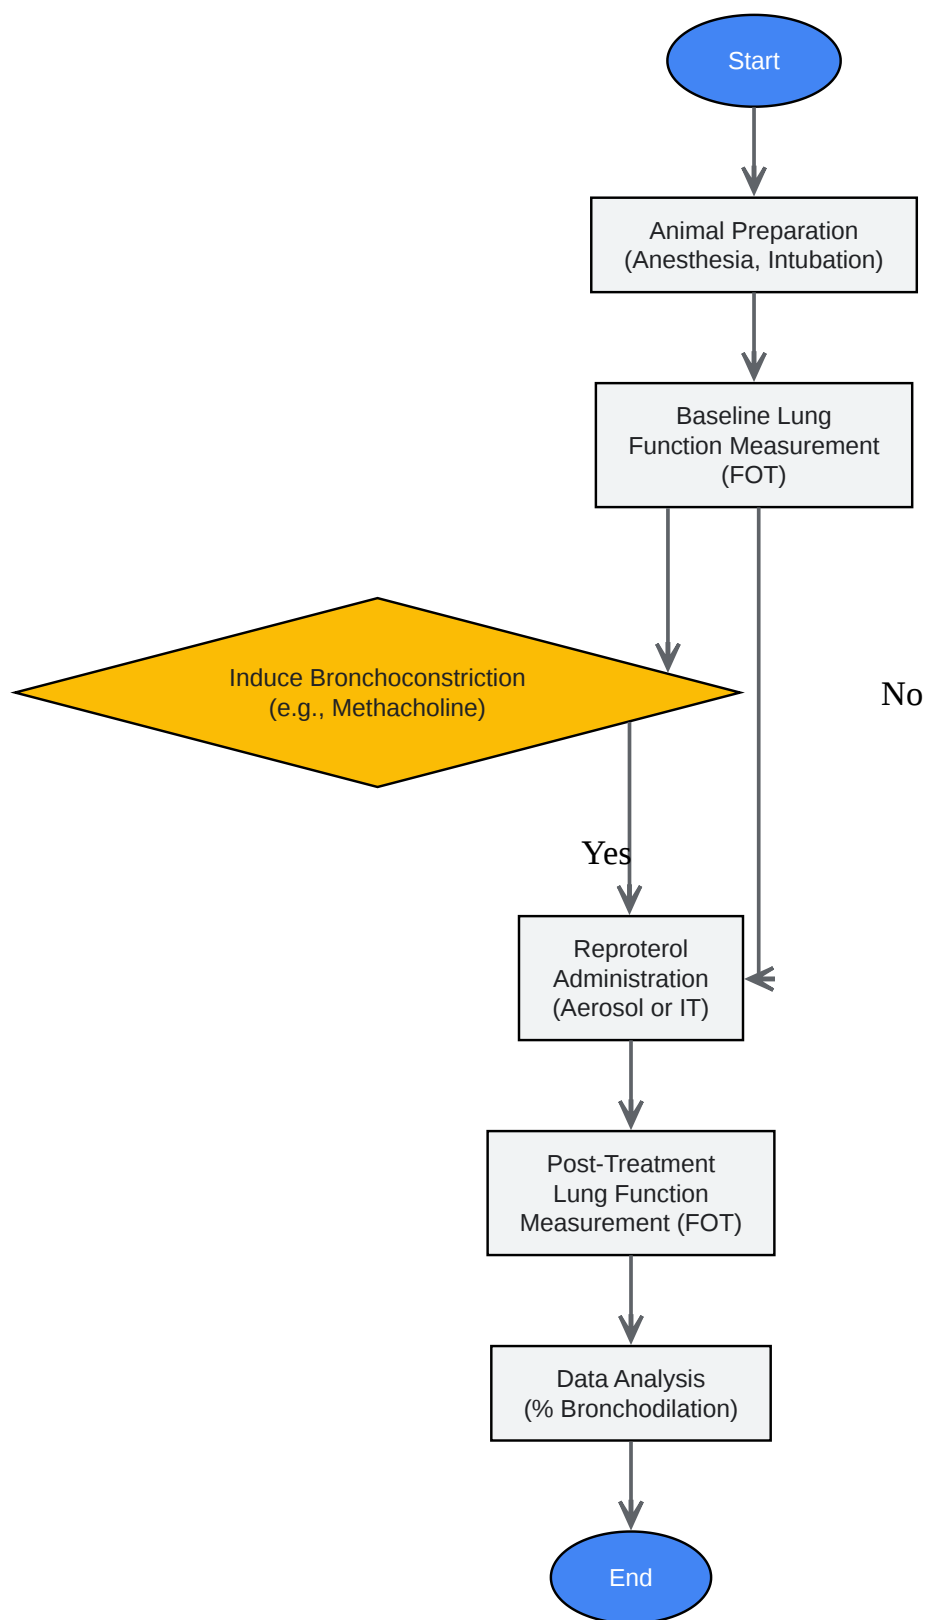 Start
Animal Preparation
(Anesthesia, Intubation)
Baseline Lung
Function Measurement
(FOT)
Induce Bronchoconstriction
(e.g., Methacholine)
No
Yes
Reproterol
Administration
(Aerosol or IT)
Post-Treatment
Lung Function
Measurement (FOT)
Data Analysis
(% Bronchodilation)
End